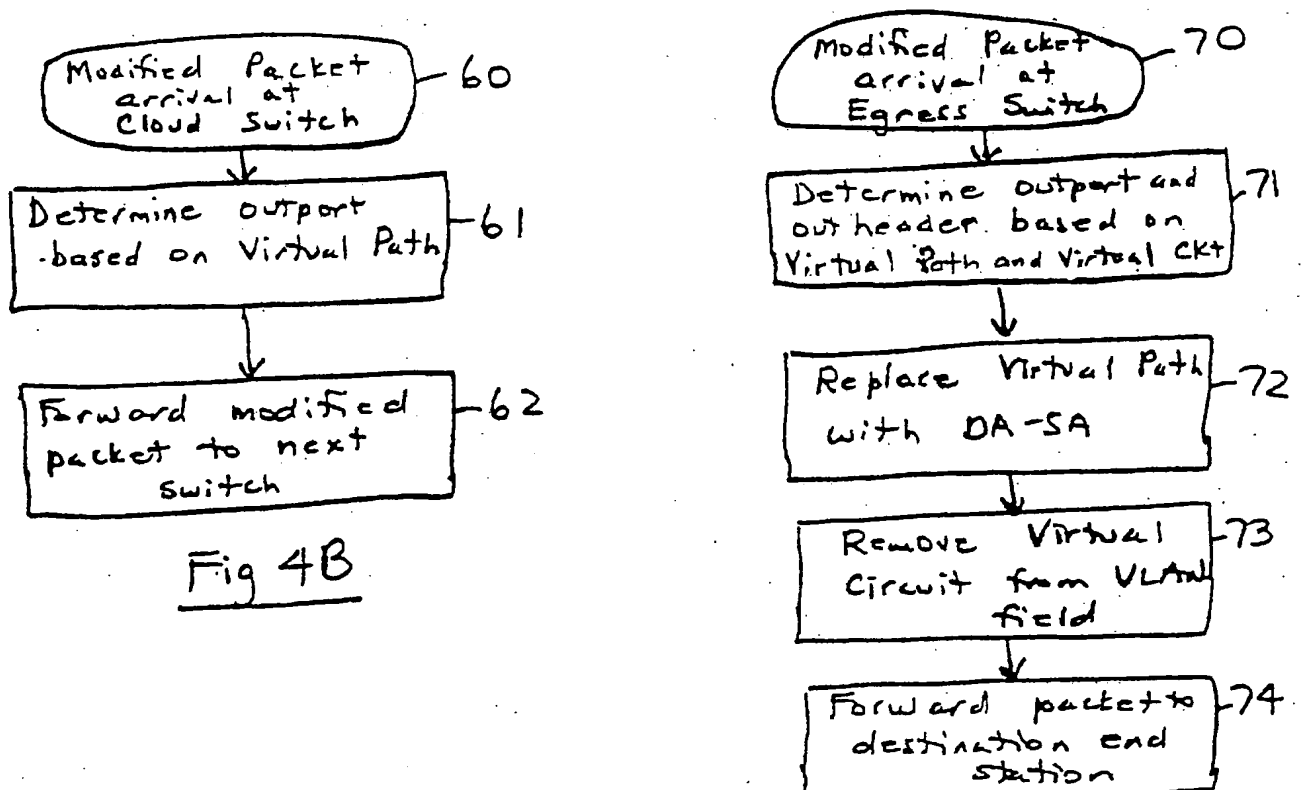 Modified Packet
arrival at
Cloud Switch
60
Determine outport
based on Virtual Path
61
Forward modified
packet to next
switch
62
Fig 4B
Modified Packet
arrival at
Egress Switch
70
Determine outport and
out header based on
Virtual Path and Virtual CKt
71
Replace Virtual Path
with DA-SA
72
Remove Virtual
Circuit from VLAN
field
73
Forward packet to
destination end
station
74